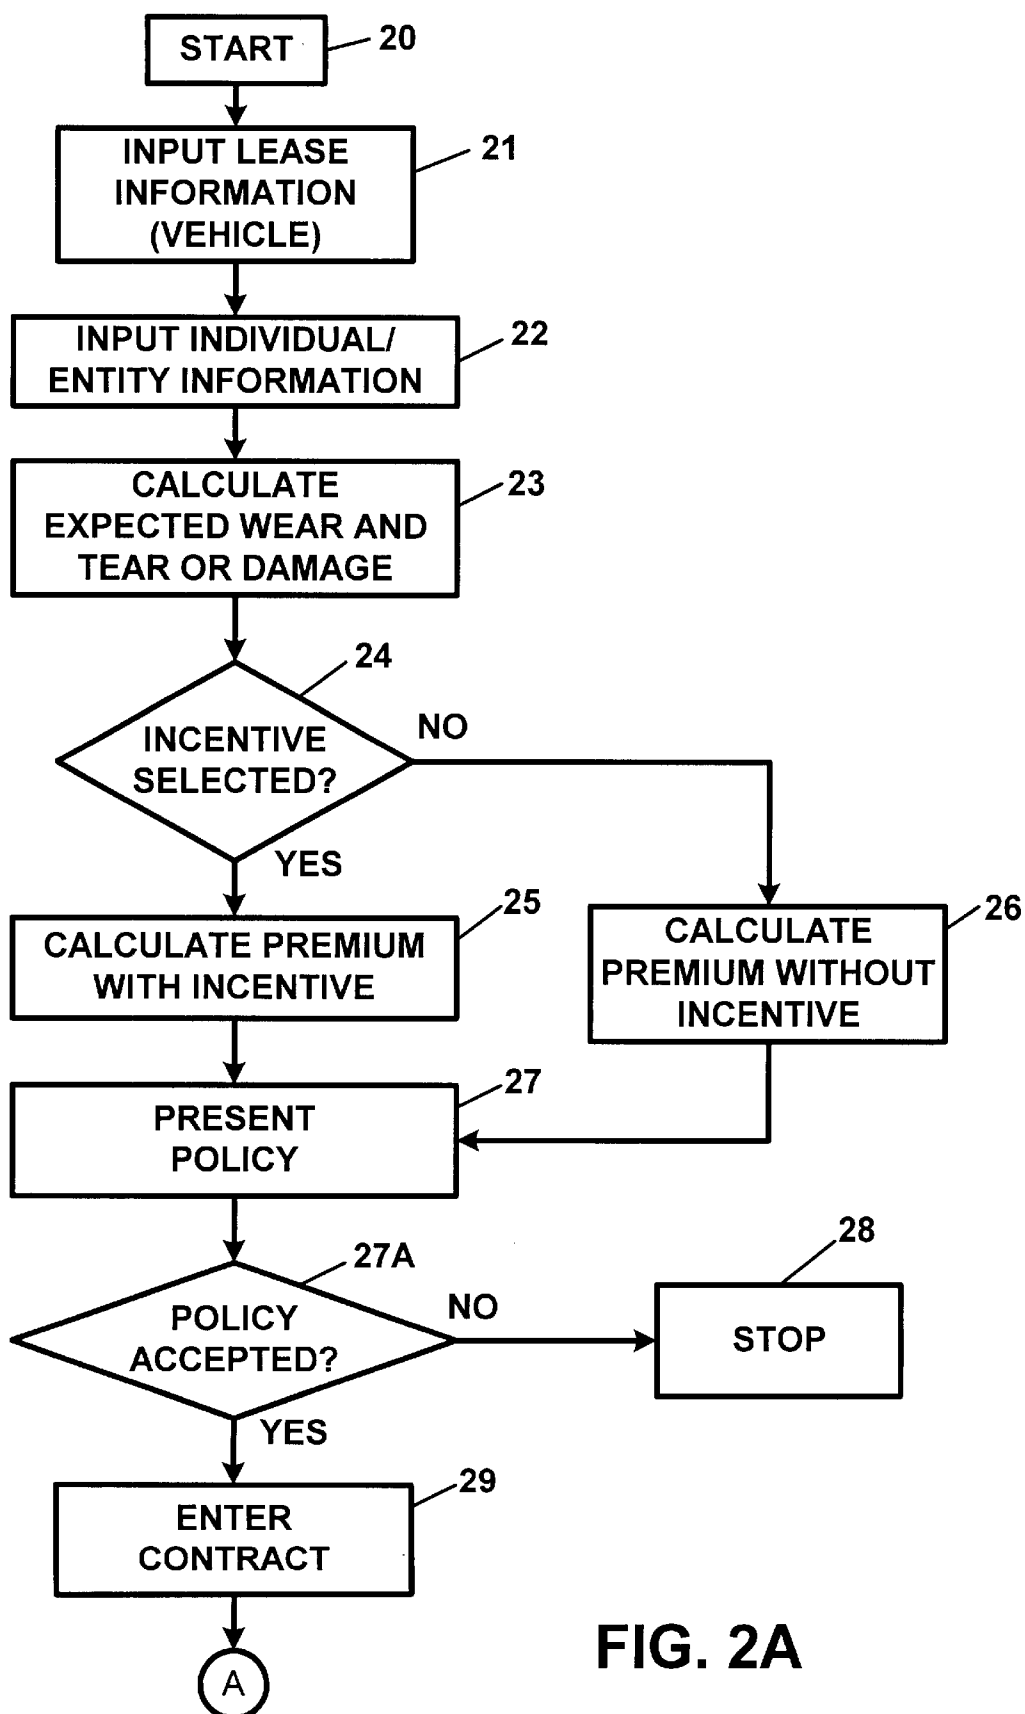 START
20
INPUT LEASE
INFORMATION
(VEHICLE)
21
INPUT INDIVIDUAL/
ENTITY INFORMATION
22
CALCULATE
EXPECTED WEAR AND
TEAR OR DAMAGE
23
24
INCENTIVE
SELECTED?
NO
YES
CALCULATE PREMIUM
WITH INCENTIVE
25
CALCULATE
PREMIUM WITHOUT
INCENTIVE
26
PRESENT
POLICY
27
27A
POLICY
ACCEPTED?
NO
28
STOP
YES
ENTER
CONTRACT
29
A
FIG. 2A